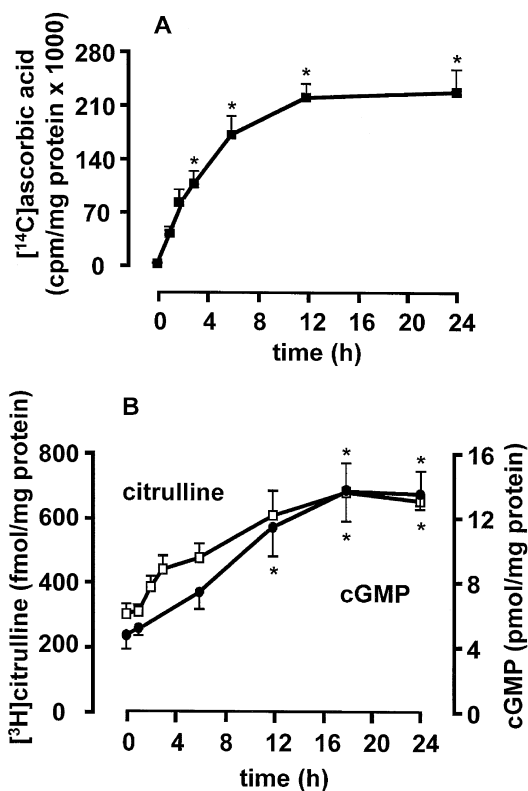 A
[¹⁴C]ascorbic acid
(cpm/mg protein x 1000)
280
210
140
70
0
*
*
*
*
0 4 8 12 16 20 24
time (h)
B
[³H]citrulline (fmol/mg protein)
800
600
400
200
0
citrulline
cGMP
*
*
*
*
*
16
12
8
4
0
cGMP (pmol/mg protein)
0 4 8 12 16 20 24
time (h)